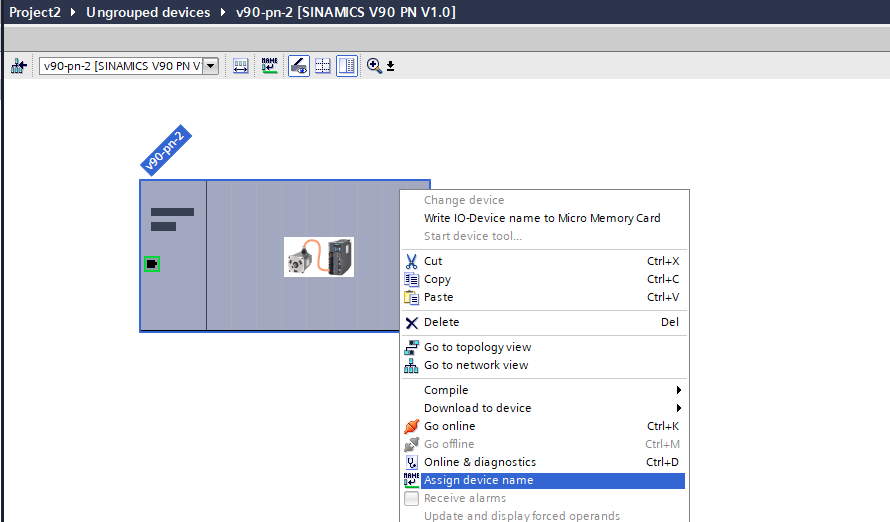 Project2 ▸ Ungrouped devices ▸ v90-pn-2 [SINAMICS V90 PN V1.0]
v90-pn-2 [SINAMICS V90 PN V
NAME
v90-pn-2
Change device
Write IO-Device name to Micro Memory Card
Start device tool...
Cut Ctrl+X
Copy Ctrl+C
Paste Ctrl+V
Delete Del
Go to topology view
Go to network view
Compile
Download to device
Go online Ctrl+K
Go offline Ctrl+M
Online & diagnostics Ctrl+D
NAME Assign device name
Receive alarms
Update and display forced operands